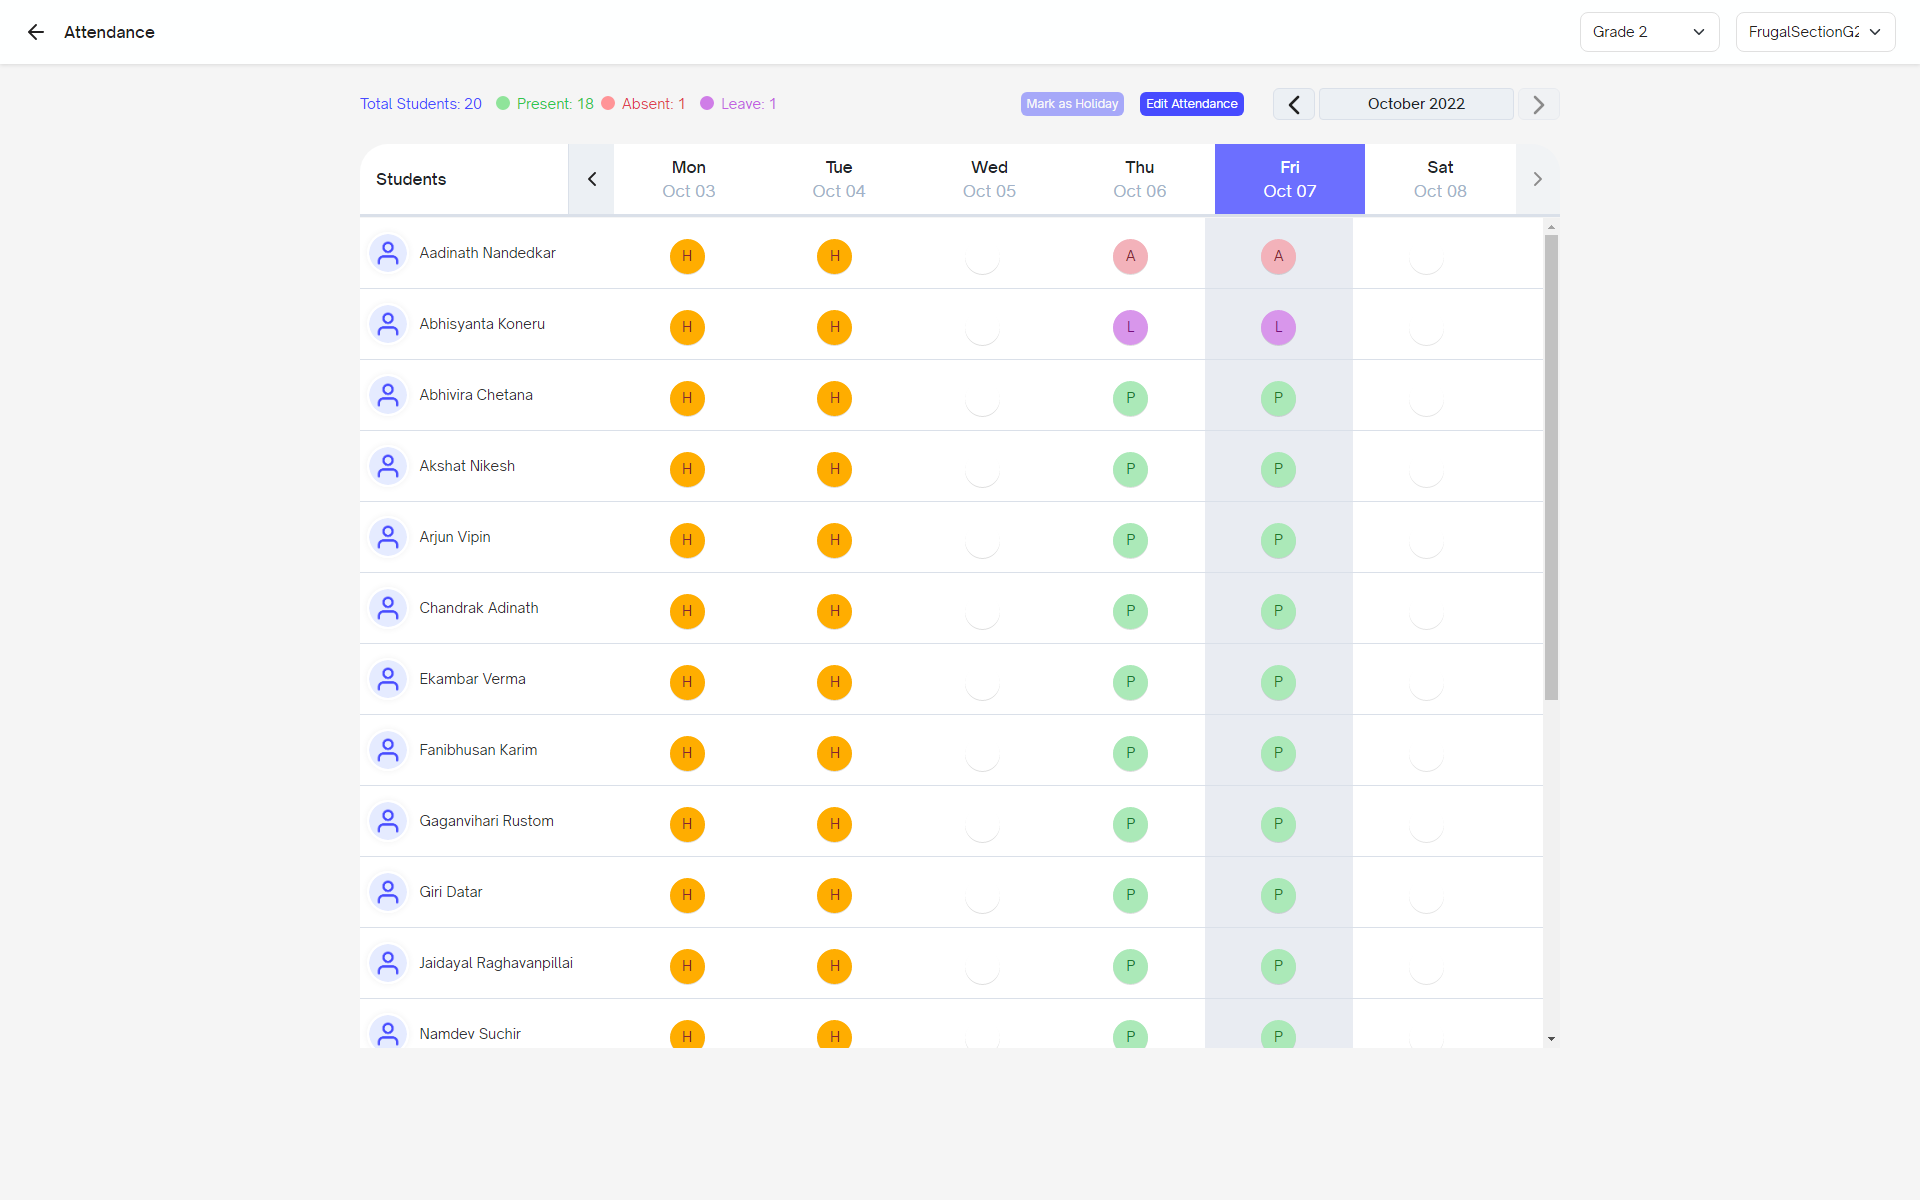 Attendance
Grade 2
FrugalSectionG2
Total Students: 20 Present: 18 Absent: 1 Leave: 1
Mark as Holiday
Edit Attendance
October 2022
Students
Mon Tue Wed Thu Fri Sat
Oct 03 Oct 04 Oct 05 Oct 06 Oct 07 Oct 08
Aadinath Nandedkar H H A A
Abhisyanta Koneru H H L L
Abhivira Chetana H H P P
Akshat Nikesh H H P P
Arjun Vipin H H P P
Chandrak Adinath H H P P
Ekambar Verma H H P P
Fanibhusan Karim H H P P
Gaganvihari Rustom H H P P
Giri Datar H H P P
Jaidayal Raghavanpillai H H P P
Namdev Suchir H H P P